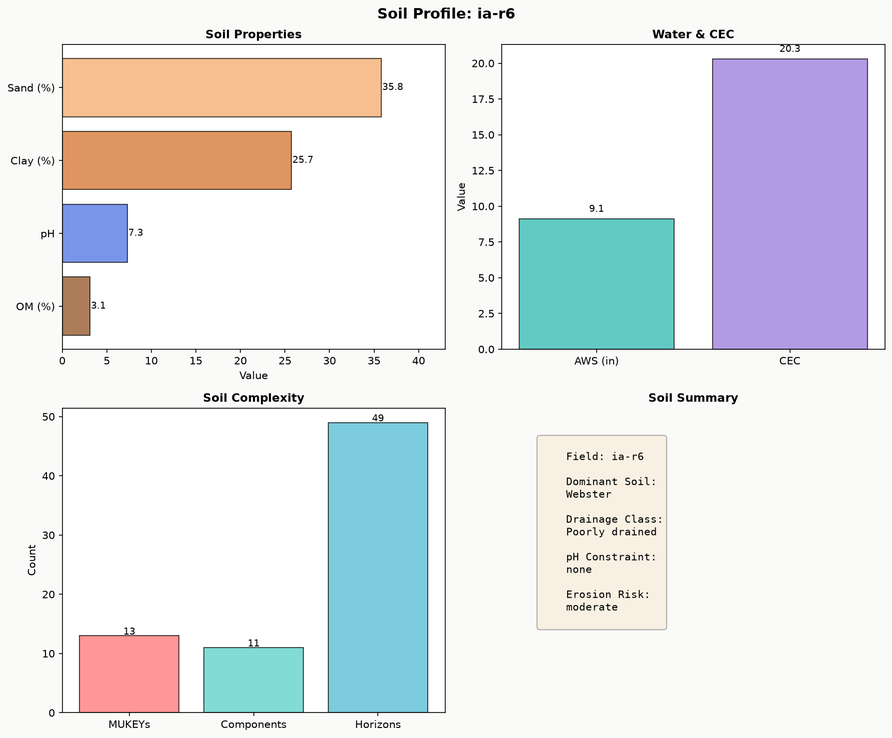 Soil Profile: ia-r6
Soil Properties
Sand (%)
35.8
Clay (%)
25.7
pH
7.3
OM (%)
3.1
0 5 10 15 20 25 30 35 40
Value
Water & CEC
Value
20.0
17.5
15.0
12.5
10.0
7.5
5.0
2.5
0.0
9.1
20.3
AWS (in) CEC
Soil Complexity
Count
50
40
30
20
10
0
13
11
49
MUKEYs Components Horizons
Soil Summary
Field: ia-r6
Dominant Soil:
Webster
Drainage Class:
Poorly drained
pH Constraint:
none
Erosion Risk:
moderate